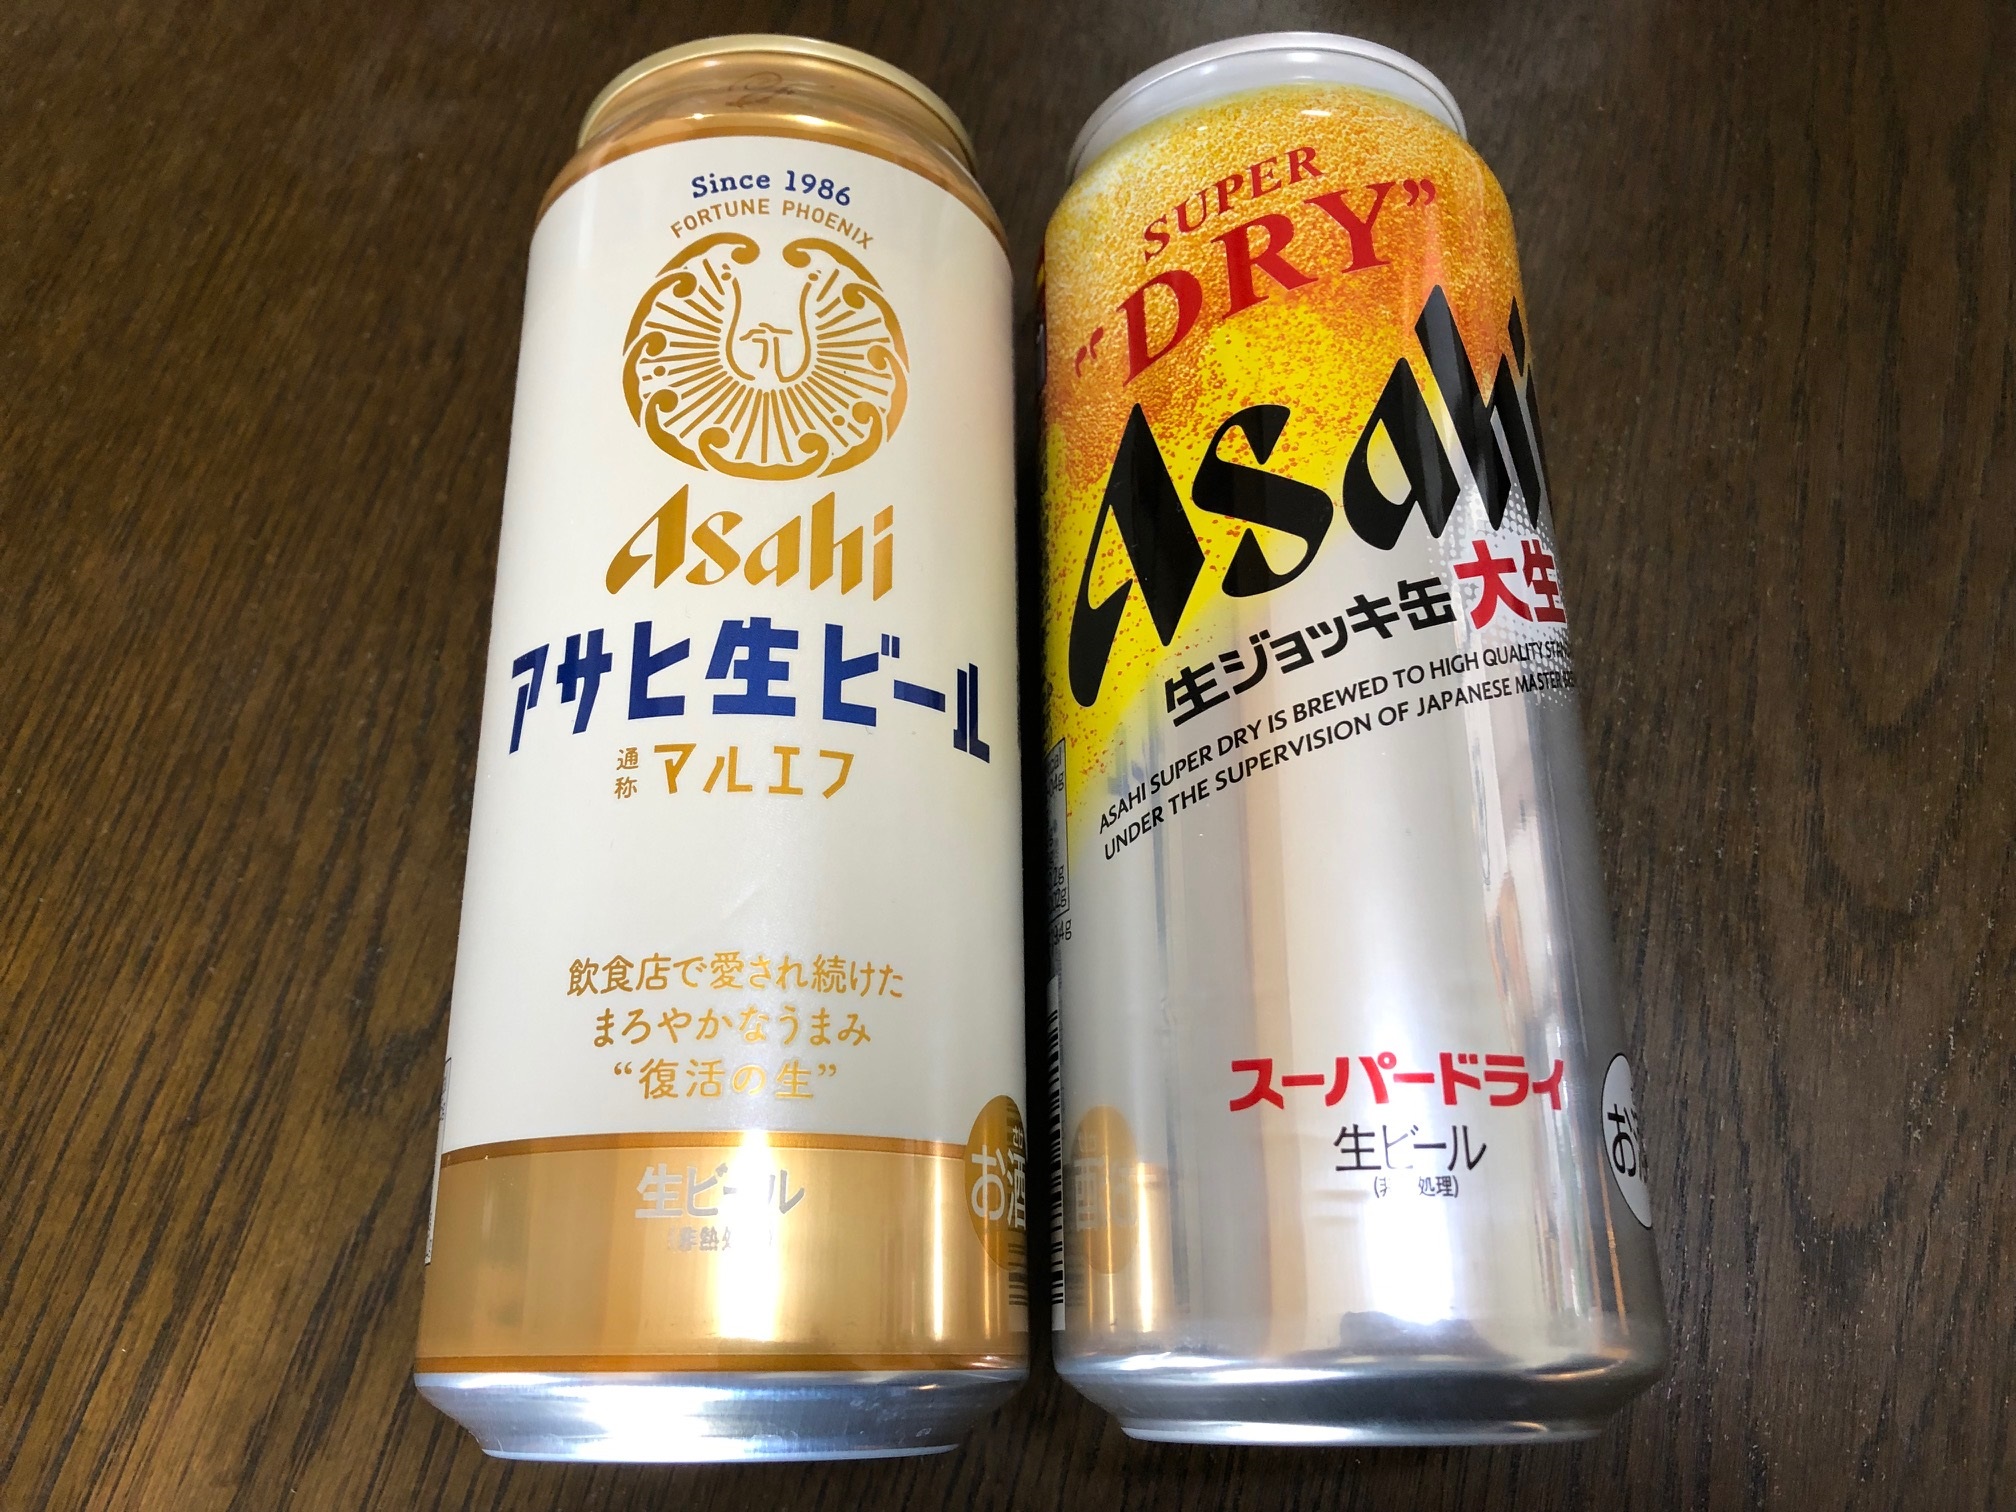 Since 1986
FORTUNE PHOENIX
Asahi
アサヒ生ビール
通称 マルエフ
飲食店で愛され続けた
まろやかなうまみ
“復活の生”
生ビール
お酒
SUPER
“DRY”
Asahi
生ジョッキ缶 大生
ASAHI SUPER DRY IS BREWED TO HIGH QUALITY
UNDER THE SUPERVISION OF JAPANESE MASTER
スーパードライ
生ビール
処理)